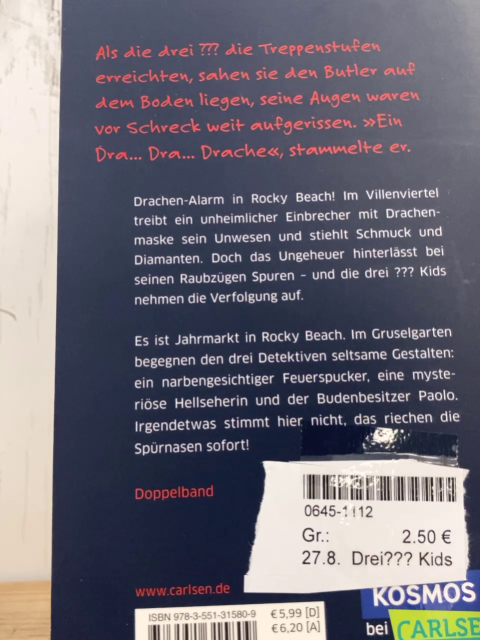 Als die drei ??? die Treppenstufen
erreichten, sahen sie den Butler auf
dem Boden liegen, seine Augen waren
vor Schreck weit aufgerissen. »Ein
Dra... Dra... Drache«, stammelte er.
Drachen-Alarm in Rocky Beach! Im Villenviertel
treibt ein unheimlicher Einbrecher mit Drachen-
maske sein Unwesen und stiehlt Schmuck und
Diamanten. Doch das Ungeheuer hinterlässt bei
seinen Raubzügen Spuren – und die drei ??? Kids
nehmen die Verfolgung auf.
Es ist Jahrmarkt in Rocky Beach. Im Gruselgarten
begegnen den drei Detektiven seltsame Gestalten:
ein narbengesichtiger Feuerspucker, eine myste-
riöse Hellseherin und der Budenbesitzer Paolo.
Irgendetwas stimmt hier nicht, das riechen die
Spürnasen sofort!
Doppelband
0645-1112
Gr.: 2.50 €
27.8. Drei??? Kids
www.carlsen.de
ISBN 978-3-551-31580-9
€ 5,99 [D]
€ 6,20 [A]
KOSMOS
bei CARLSE